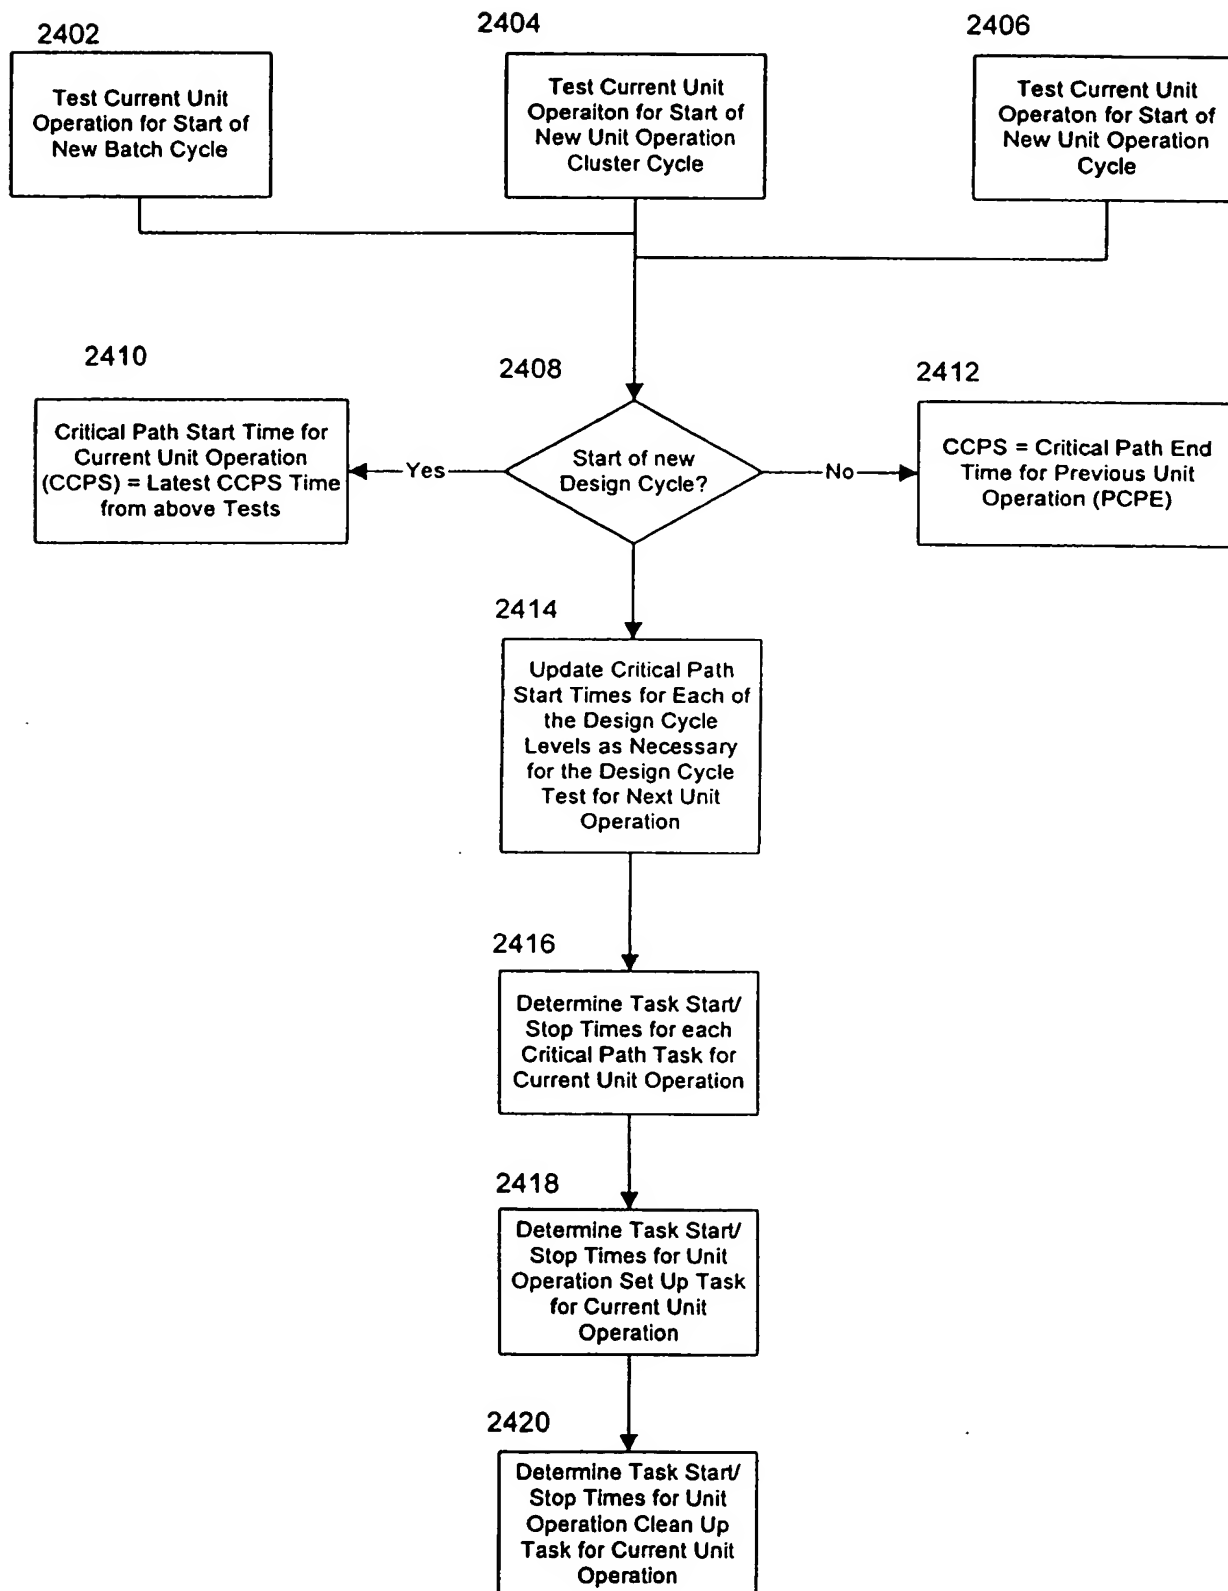 2402
Test Current Unit
Operation for Start of
New Batch Cycle
2404
Test Current Unit
Operaiton for Start of
New Unit Operation
Cluster Cycle
2406
Test Current Unit
Operaton for Start of
New Unit Operation
Cycle
2410
Critical Path Start Time for
Current Unit Operation
(CCPS) = Latest CCPS Time
from above Tests
Yes
2408
Start of new
Design Cycle?
No
2412
CCPS = Critical Path End
Time for Previous Unit
Operation (PCPE)
2414
Update Critical Path
Start Times for Each of
the Design Cycle
Levels as Necessary
for the Design Cycle
Test for Next Unit
Operation
2416
Determine Task Start/
Stop Times for each
Critical Path Task for
Current Unit Operation
2418
Determine Task Start/
Stop Times for Unit
Operation Set Up Task
for Current Unit
Operation
2420
Determine Task Start/
Stop Times for Unit
Operation Clean Up
Task for Current Unit
Operation